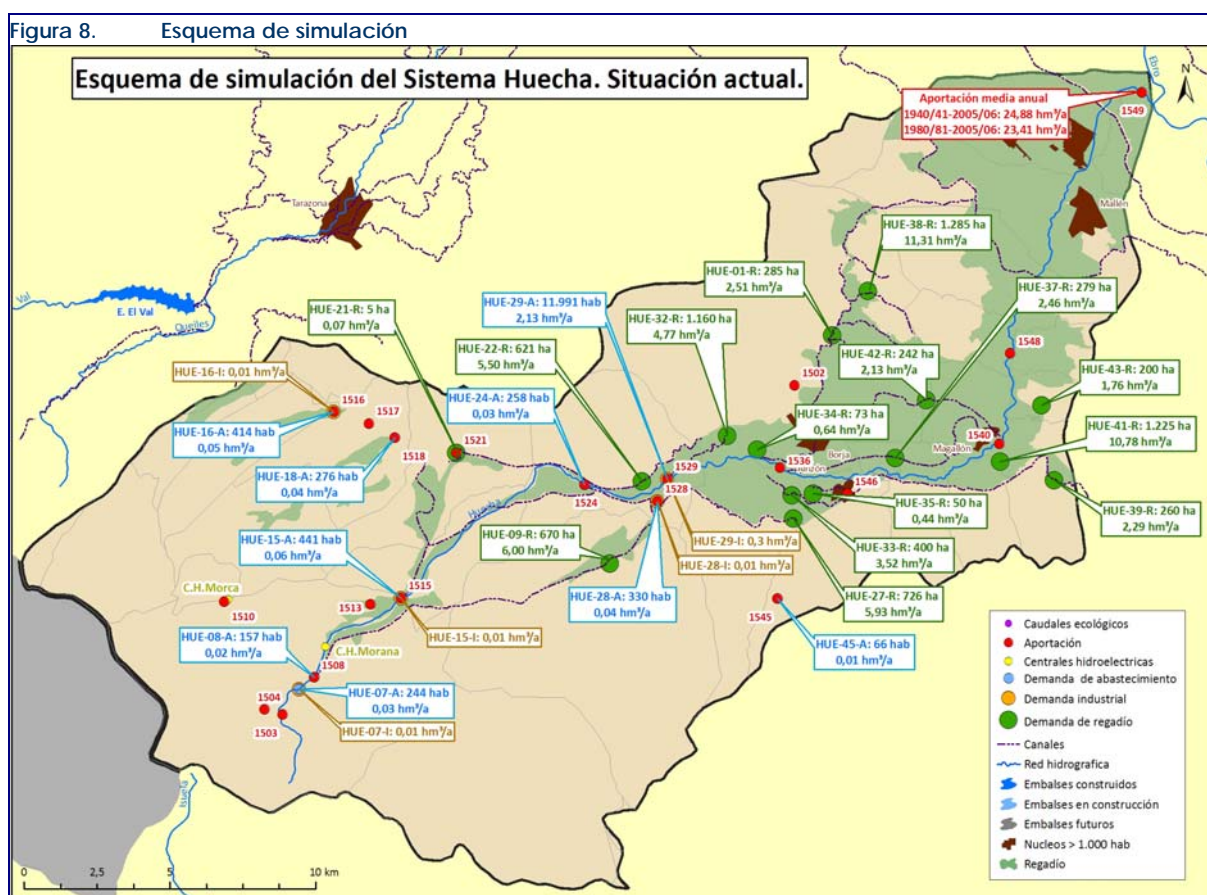 Figura 8. Esquema de simulación
Esquema de simulación del Sistema Huecha. Situación actual.
Ebro
N
Aportación media anual
1940/41-2005/06: 24,88 hm³/a
1980/81-2005/06: 23,41 hm³/a
1549
Tarazona
Mallén
HUE-38-R: 1.285 ha
11,31 hm³/a
Val
E. El Val
Queiles
HUE-01-R: 285 ha
2,51 hm³/a
HUE-37-R: 279 ha
2,46 hm³/a
HUE-29-A: 11.991 hab
2,13 hm³/a
HUE-21-R: 5 ha
0,07 hm³/a
HUE-32-R: 1.160 ha
4,77 hm³/a
HUE-22-R: 621 ha
5,50 hm³/a
HUE-42-R: 242 ha
2,13 hm³/a
1548
HUE-43-R: 200 ha
1,76 hm³/a
HUE-16-I: 0,01 hm³/a
1502
HUE-24-A: 258 hab
0,03 hm³/a
1516
HUE-34-R: 73 ha
0,64 hm³/a
HUE-16-A: 414 hab
0,05 hm³/a
1517
HUE-41-R: 1.225 ha
10,78 hm³/a
1518
1521
1540
Magallón
Borja
1529
1536
HUE-18-A: 276 hab
0,04 hm³/a
1528
1546
1524
Huecha
HUE-35-R: 50 ha
0,44 hm³/a
HUE-39-R: 260 ha
2,29 hm³/a
HUE-09-R: 670 ha
6,00 hm³/a
HUE-29-I: 0,3 hm³/a
HUE-15-A: 441 hab
0,06 hm³/a
HUE-33-R: 400 ha
3,52 hm³/a
HUE-28-I: 0,01 hm³/a
1515
HUE-28-A: 330 hab
0,04 hm³/a
HUE-27-R: 726 ha
5,93 hm³/a
C.H.Morca
1513
1510
1545
HUE-15-I: 0,01 hm³/a
HUE-08-A: 157 hab
0,02 hm³/a
HUE-45-A: 66 hab
0,01 hm³/a
C.H.Morana
1508
HUE-07-A: 244 hab
0,03 hm³/a
1504
1503
HUE-07-I: 0,01 hm³/a
Isuela
Caudales ecológicos
Aportación
Centrales hidroelectricas
Demanda de abastecimiento
Demanda industrial
Demanda de regadío
Canales
Red hidrografica
Embalses construidos
Embalses en construcción
Embalses futuros
Nucleos > 1.000 hab
Regadío
0 2,5 5 10 km